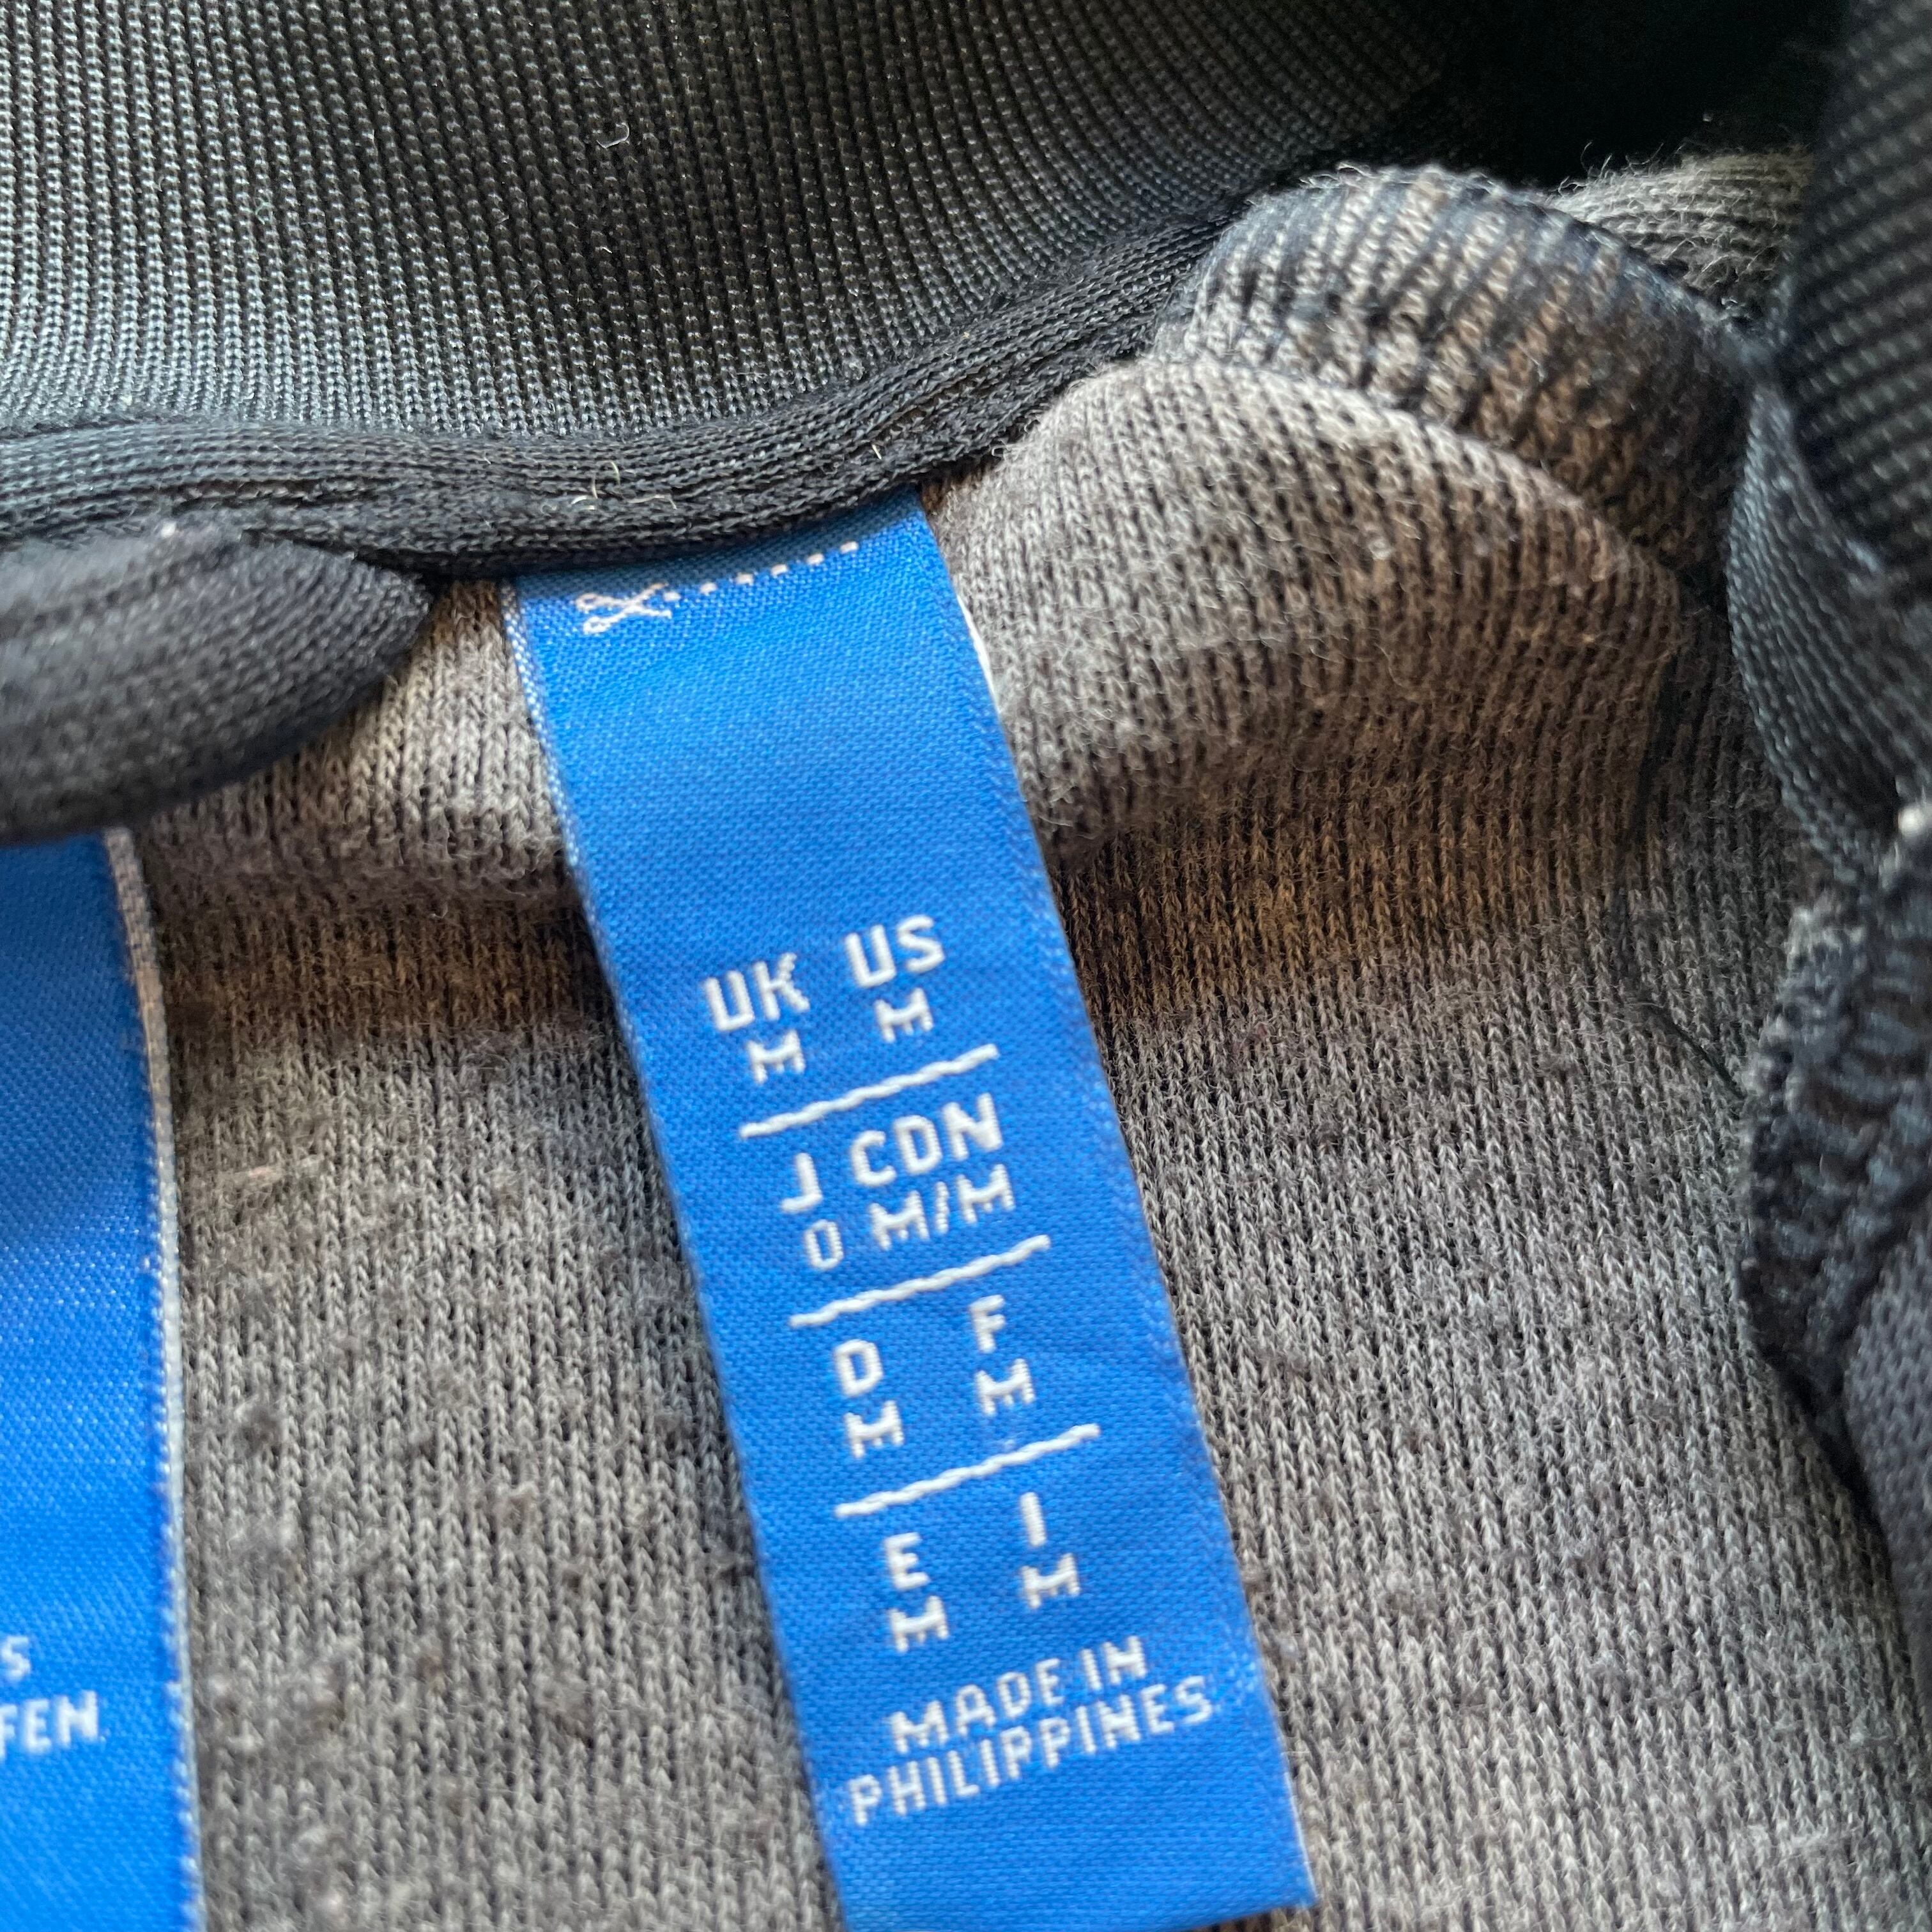 UK US
M M
J CDN
O M/M
D F
M M
E I
M M
MADE IN
PHILIPPINES
S
FEN